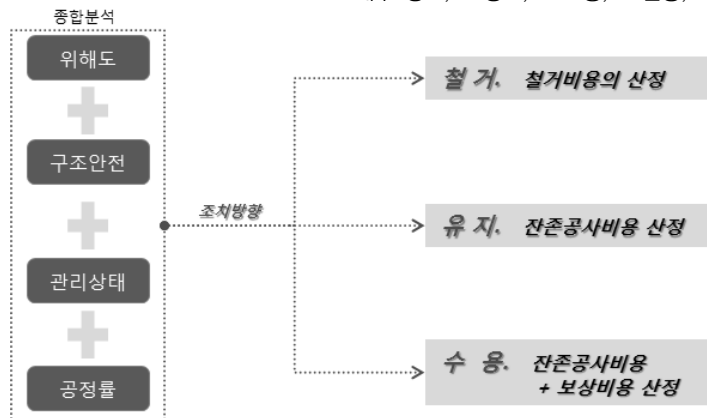 종합분석
위해도
구조안전
관리상태
공정률
조치방향
철 거. 철거비용의 산정
유 지. 잔존공사비용 산정
수 용. 잔존공사비용
+ 보상비용 산정